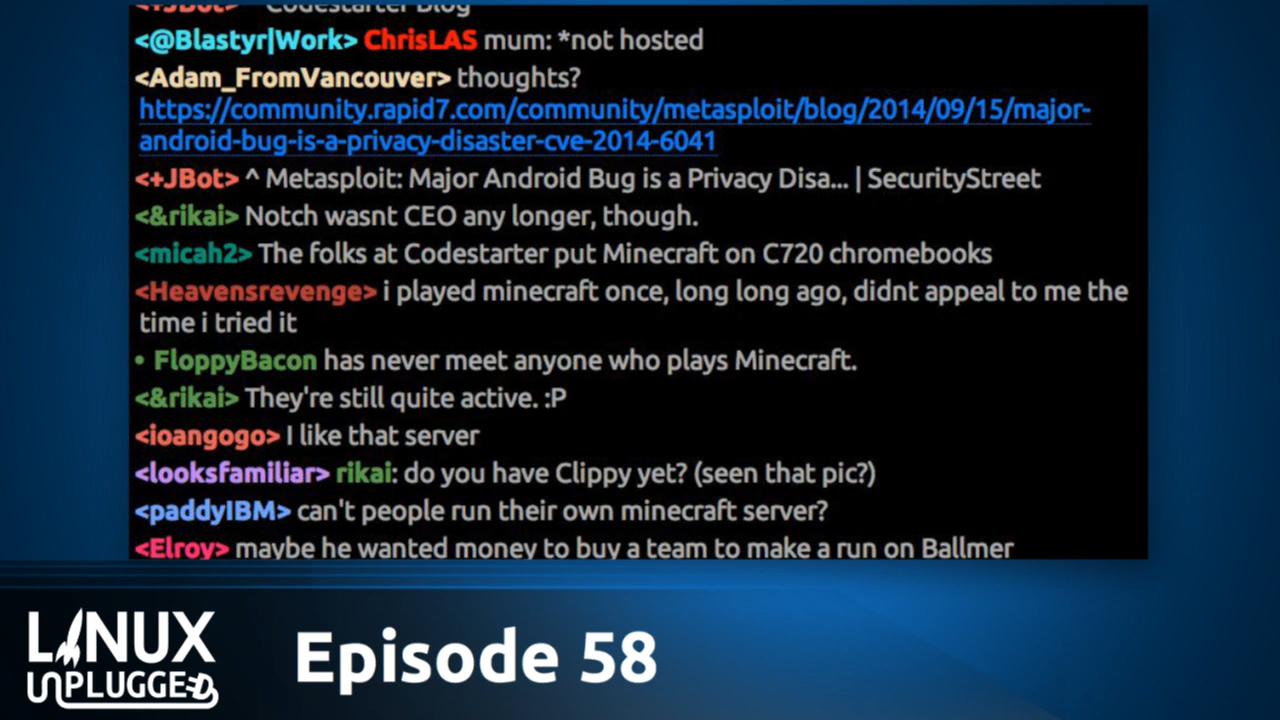 <+JBot> ^ Codestarter Blog
<@Blastyr|Work> ChrisLAS mum: *not hosted
<Adam_FromVancouver> thoughts?
https://community.rapid7.com/community/metasploit/blog/2014/09/15/major-
android-bug-is-a-privacy-disaster-cve-2014-6041
<+JBot> ^ Metasploit: Major Android Bug is a Privacy Disa... | SecurityStreet
<&rikai> Notch wasnt CEO any longer, though.
<micah2> The folks at Codestarter put Minecraft on C720 chromebooks
<Heavensrevenge> i played minecraft once, long long ago, didnt appeal to me the
time i tried it
• FloppyBacon has never meet anyone who plays Minecraft.
<&rikai> They're still quite active. :P
<ioangogo> I like that server
<looksfamiliar> rikai: do you have Clippy yet? (seen that pic?)
<paddyIBM> can't people run their own minecraft server?
<Elroy> maybe he wanted money to buy a team to make a run on Ballmer
LINUX
UNPLUGGED
Episode 58